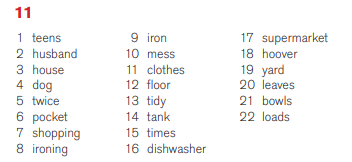 11
1 teens
2 husband
3 house
4 dog
5 twice
6 pocket
7 shopping
8 ironing
9 iron
10 mess
11 clothes
12 floor
13 tidy
14 tank
15 times
16 dishwasher
17 supermarket
18 hoover
19 yard
20 leaves
21 bowls
22 loads